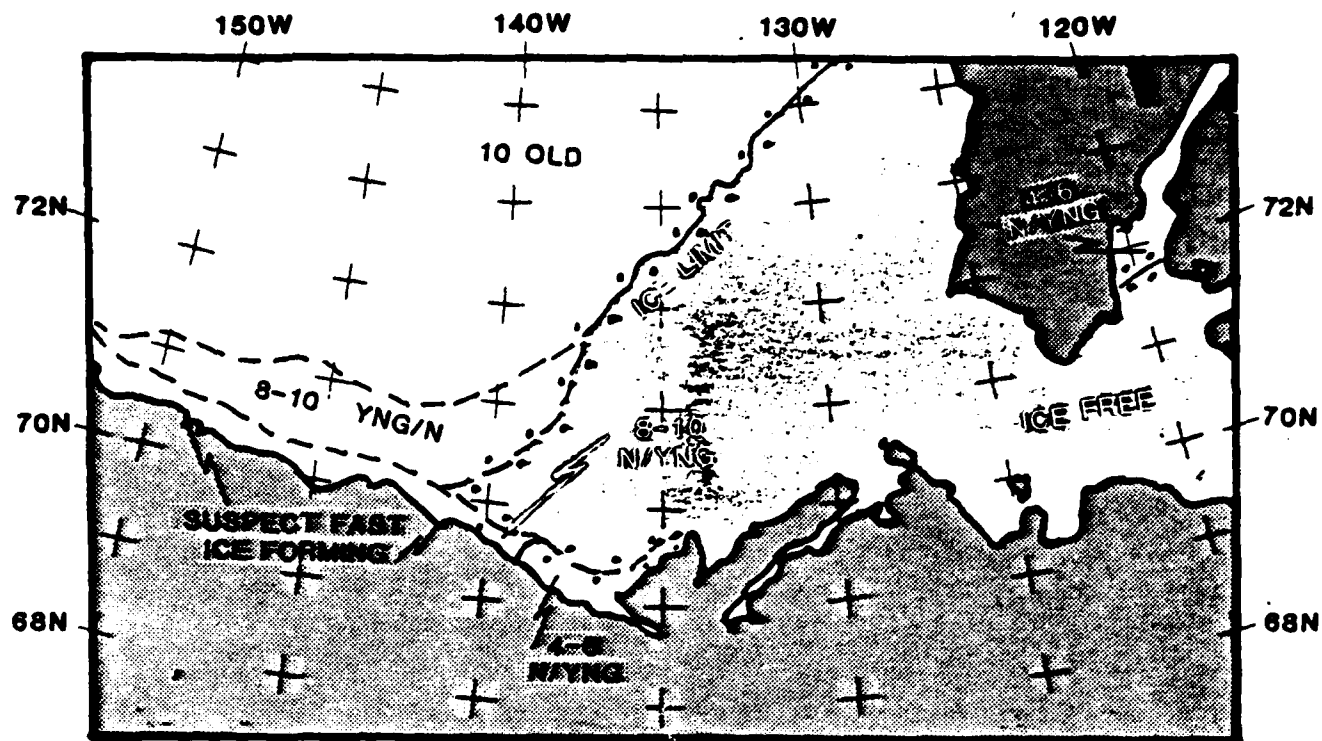 150W 140W 130W 120W
10 OLD
72N 72N
N/YNG
LIMIT
8-10 YNG/N
ICE FREE
70N 70N
8-10
N/YNG
SUSPECT FAST
ICE FORMING
68N 68N
N/YNG